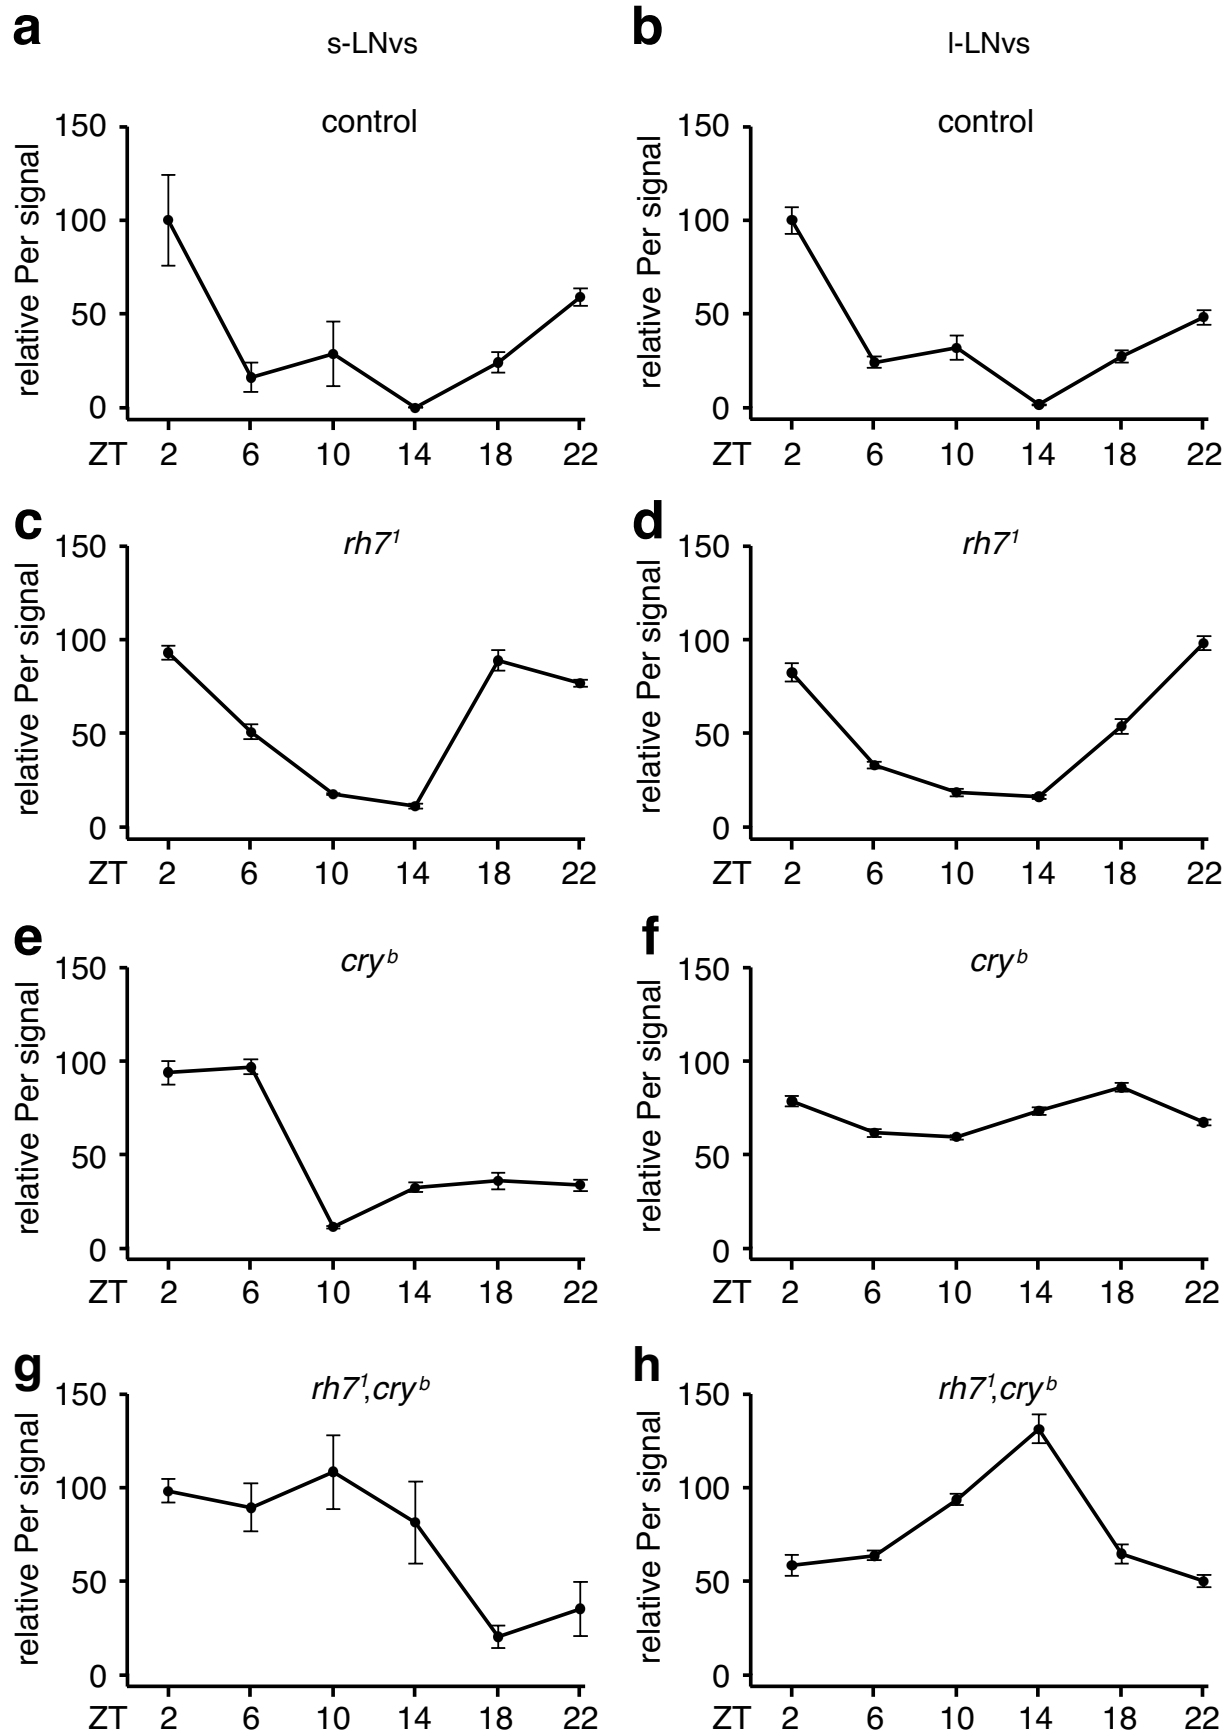 a
s-LNvs
control
relative Per signal
150
100
50
0
ZT 2 6 10 14 18 22
b
l-LNvs
control
relative Per signal
150
100
50
0
2 6 10 14 18 22
c
rh7¹
relative Per signal
150
100
50
0
ZT 2 6 10 14 18 22
d
rh7¹
relative Per signal
150
100
50
0
ZT 2 6 10 14 18 22
e
cryᵇ
relative Per signal
150
100
50
0
ZT 2 6 10 14 18 22
f
cryᵇ
relative Per signal
150
100
50
0
ZT 2 6 10 14 18 22
g
rh7¹,cryᵇ
relative Per signal
150
100
50
0
ZT 2 6 10 14 18 22
h
rh7¹,cryᵇ
relative Per signal
150
100
50
0
ZT 2 6 10 14 18 22